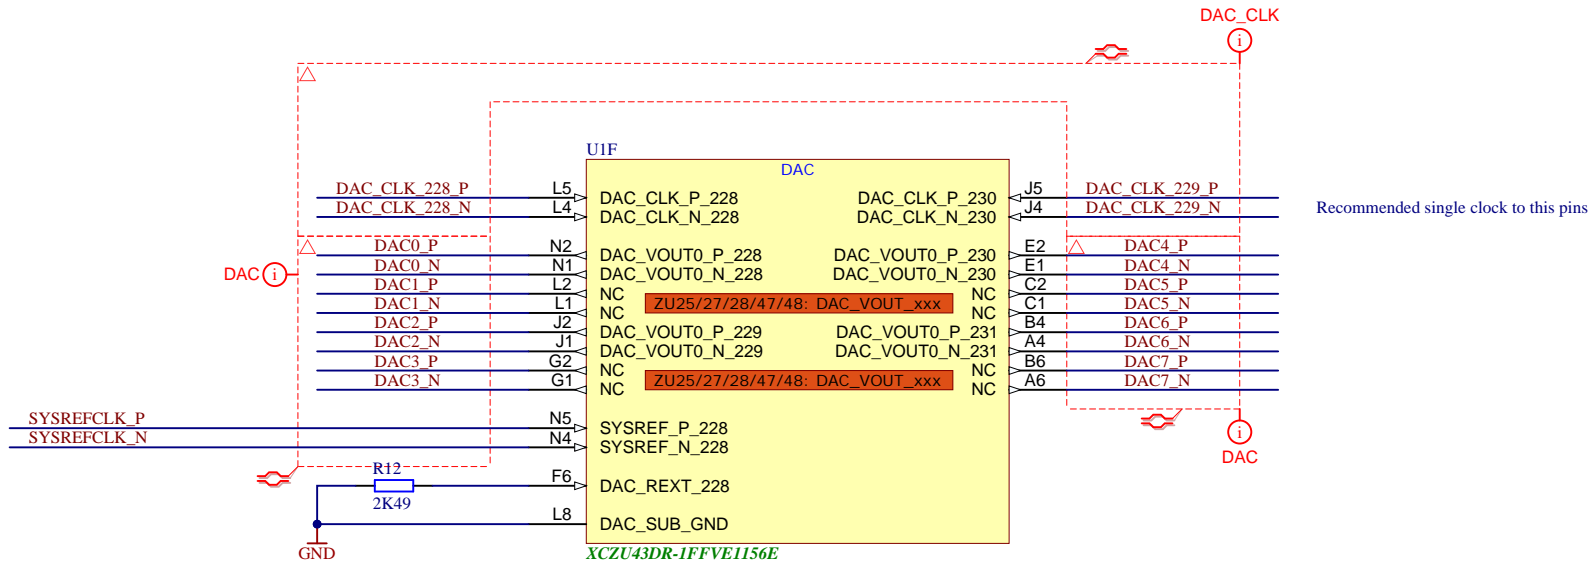 DAC_CLK
i
U1F
DAC
DAC_CLK_228_P L5 DAC_CLK_P_228 DAC_CLK_P_230 J5 DAC_CLK_229_P
DAC_CLK_228_N L4 DAC_CLK_N_228 DAC_CLK_N_230 J4 DAC_CLK_229_N Recommended single clock to this pins
DAC0_P N2 DAC_VOUT0_P_228 DAC_VOUT0_P_230 E2 DAC4_P
DAC i DAC0_N N1 DAC_VOUT0_N_228 DAC_VOUT0_N_230 E1 DAC4_N
DAC1_P L2 NC NC C2 DAC5_P
ZU25/27/28/47/48: DAC_VOUT_xxx
DAC1_N L1 NC NC C1 DAC5_N
DAC2_P J2 DAC_VOUT0_P_229 DAC_VOUT0_P_231 B4 DAC6_P
DAC2_N J1 DAC_VOUT0_N_229 DAC_VOUT0_N_231 A4 DAC6_N
DAC3_P G2 NC NC B6 DAC7_P
ZU25/27/28/47/48: DAC_VOUT_xxx
DAC3_N G1 NC NC A6 DAC7_N
SYSREFCLK_P N5 SYSREF_P_228
SYSREFCLK_N N4 SYSREF_N_228
i
DAC
R12
F6 DAC_REXT_228
2K49
L8 DAC_SUB_GND
GND
XCZU43DR-1FFVE1156E